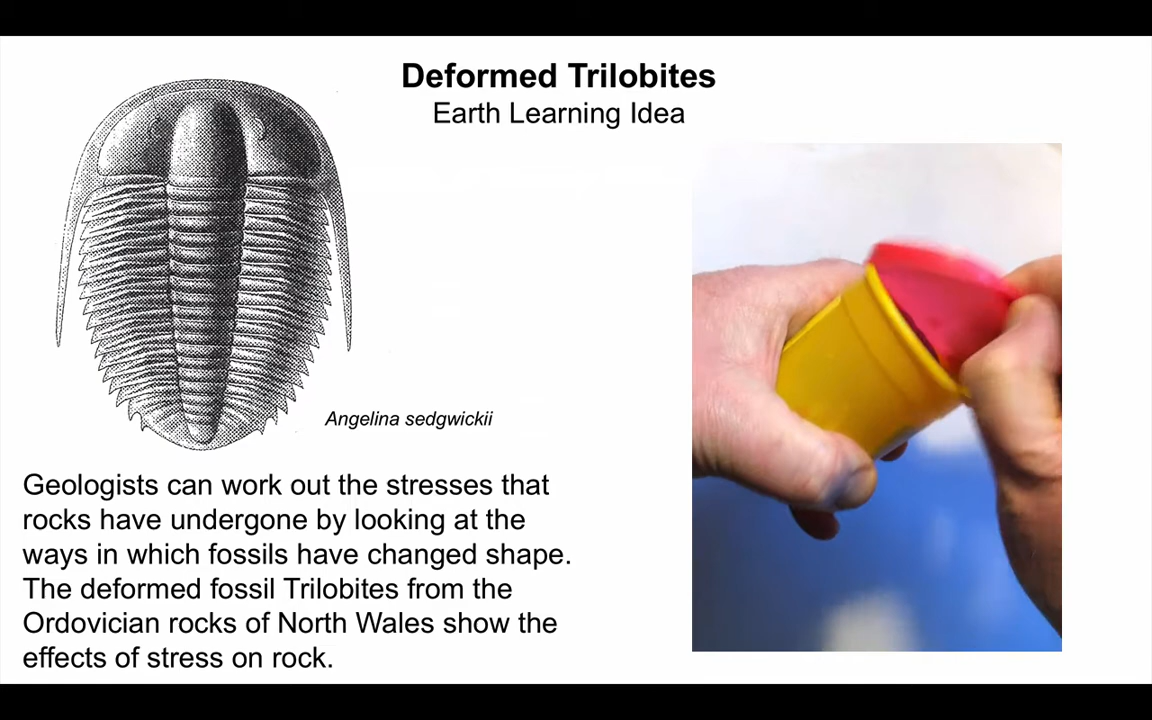 Deformed Trilobites
Earth Learning Idea
Angelina sedgwickii
Geologists can work out the stresses that
rocks have undergone by looking at the
ways in which fossils have changed shape.
The deformed fossil Trilobites from the
Ordovician rocks of North Wales show the
effects of stress on rock.